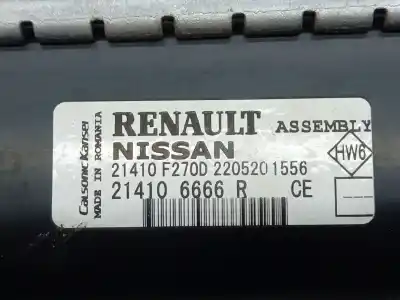 Calsonic Kansei
MADE IN ROMANIA
RENAULT ASSEMBLY
NISSAN
HW6
21410 F270D 2205201556
21410 6666 R CE